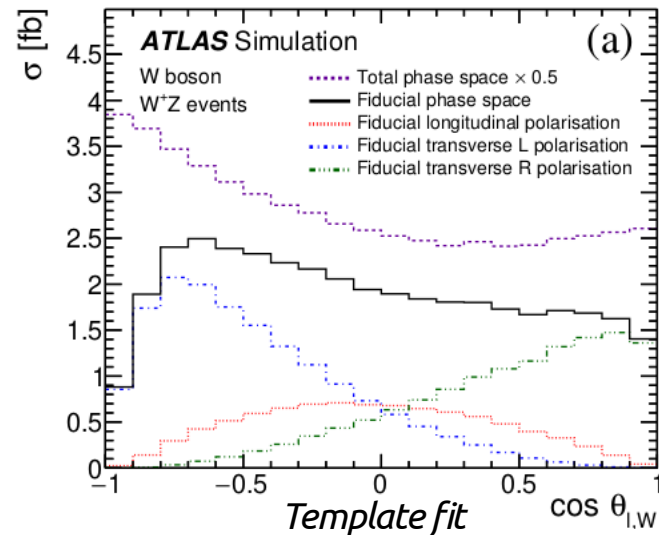 σ [fb]
ATLAS Simulation
(a)
W boson
W⁺Z events
Total phase space × 0.5
Fiducial phase space
Fiducial longitudinal polarisation
Fiducial transverse L polarisation
Fiducial transverse R polarisation
4.5
4
3.5
3
2.5
2
1.5
1
0.5
0
−1 −0.5 0 0.5 1
Template fit
cos θl,W